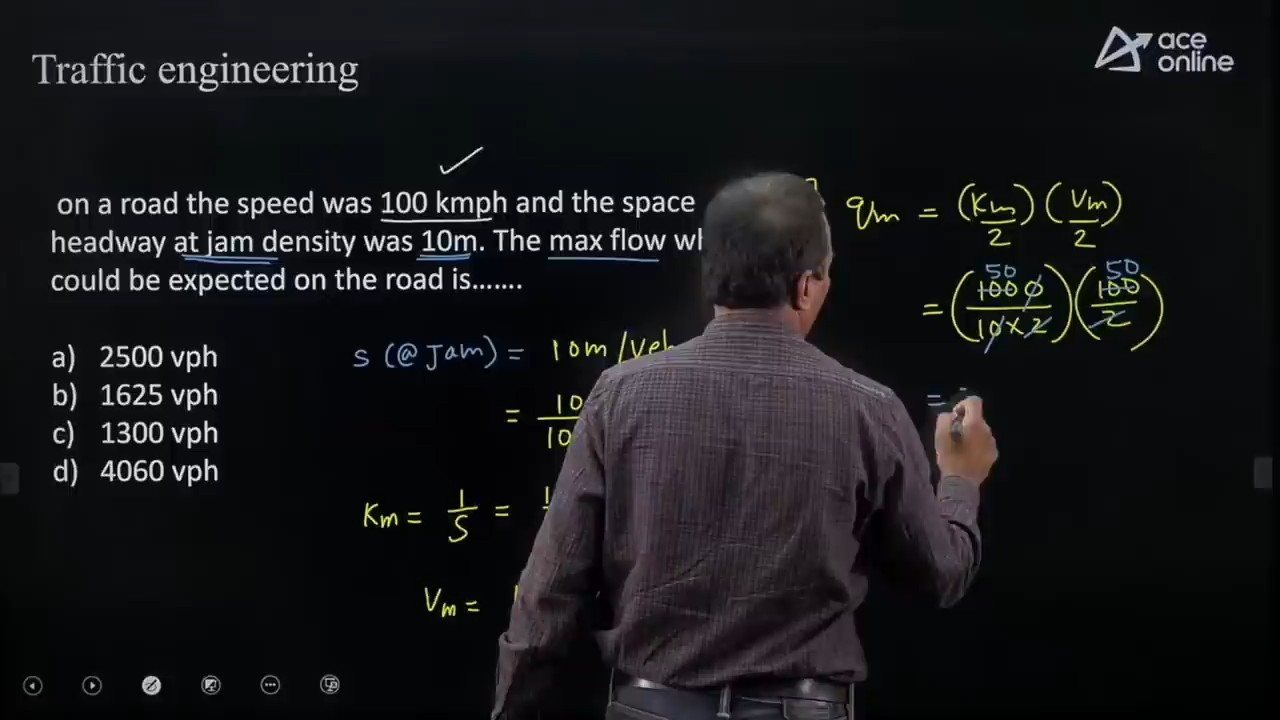 Traffic engineering
ace
online
on a road the speed was 100 kmph and the space
headway at jam density was 10m. The max flow
could be expected on the road is.......
a) 2500 vph
b) 1625 vph
c) 1300 vph
d) 4060 vph
s (@ Jam) = 10m/veh
= 10
10
Km = 1/S =
Vm =
qm = (Km/2) (Vm/2)
50 50
= (1000/10×2) (100/2)
=